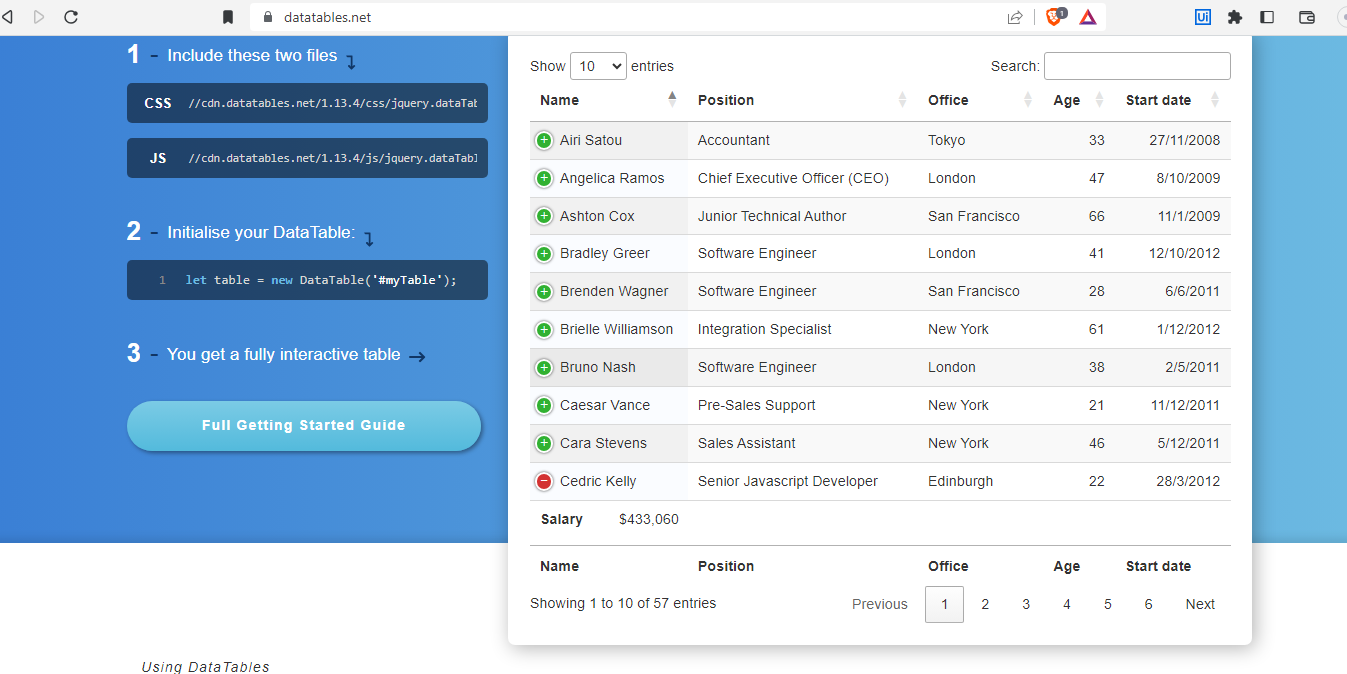 datatables.net
1
Ui
1 – Include these two files
CSS //cdn.datatables.net/1.13.4/css/jquery.dataTab
JS //cdn.datatables.net/1.13.4/js/jquery.dataTabl
2 – Initialise your DataTable:
1 let table = new DataTable('#myTable');
3 – You get a fully interactive table →
Full Getting Started Guide
Using DataTables
Show 10 entries Search:
Name Position Office Age Start date
Airi Satou Accountant Tokyo 33 27/11/2008
Angelica Ramos Chief Executive Officer (CEO) London 47 8/10/2009
Ashton Cox Junior Technical Author San Francisco 66 11/1/2009
Bradley Greer Software Engineer London 41 12/10/2012
Brenden Wagner Software Engineer San Francisco 28 6/6/2011
Brielle Williamson Integration Specialist New York 61 1/12/2012
Bruno Nash Software Engineer London 38 2/5/2011
Caesar Vance Pre-Sales Support New York 21 11/12/2011
Cara Stevens Sales Assistant New York 46 5/12/2011
Cedric Kelly Senior Javascript Developer Edinburgh 22 28/3/2012
Salary $433,060
Name Position Office Age Start date
Showing 1 to 10 of 57 entries Previous 1 2 3 4 5 6 Next